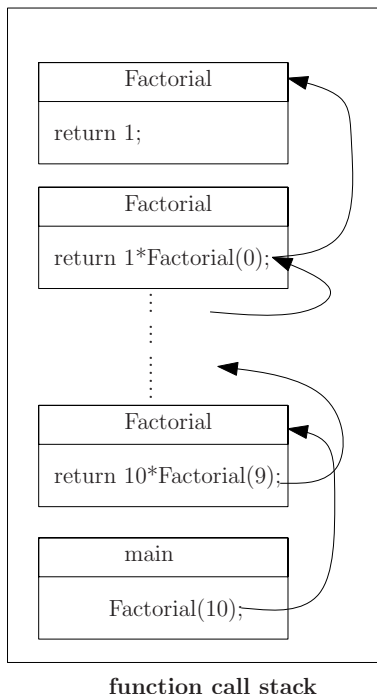 Factorial
return 1;
Factorial
return 1*Factorial(0);
Factorial
return 10*Factorial(9);
main
Factorial(10);
function call stack